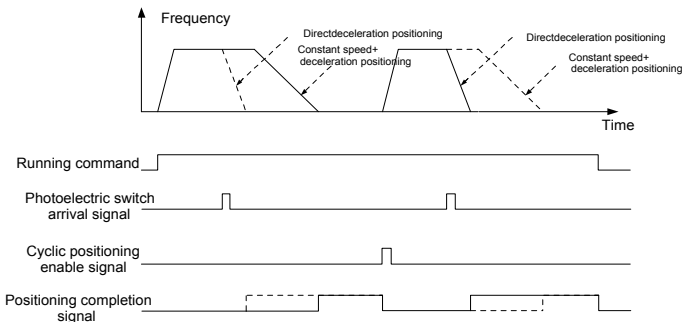 Frequency
Directdeceleration positioning
Constant speed+
deceleration positioning
Directdeceleration positioning
Constant speed+
deceleration positioning
Time
Running command
Photoelectric switch
arrival signal
Cyclic positioning
enable signal
Positioning completion
signal